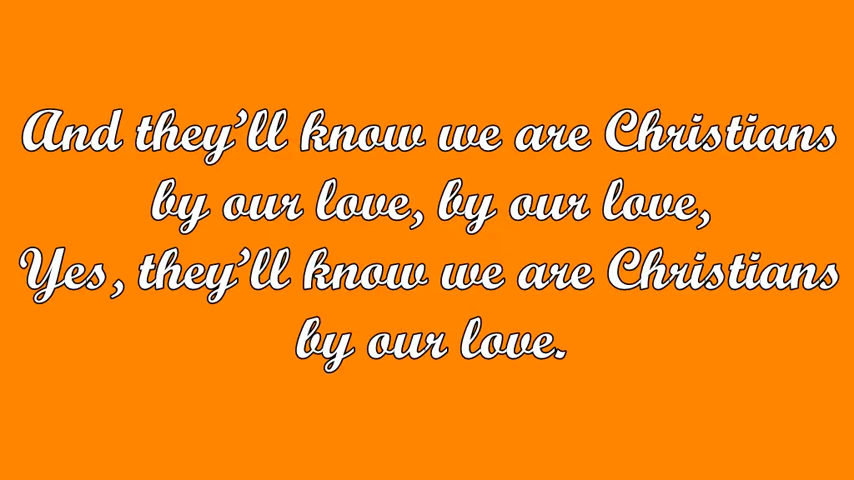 And they'll know we are Christians
by our love, by our love,
Yes, they'll know we are Christians
by our love.